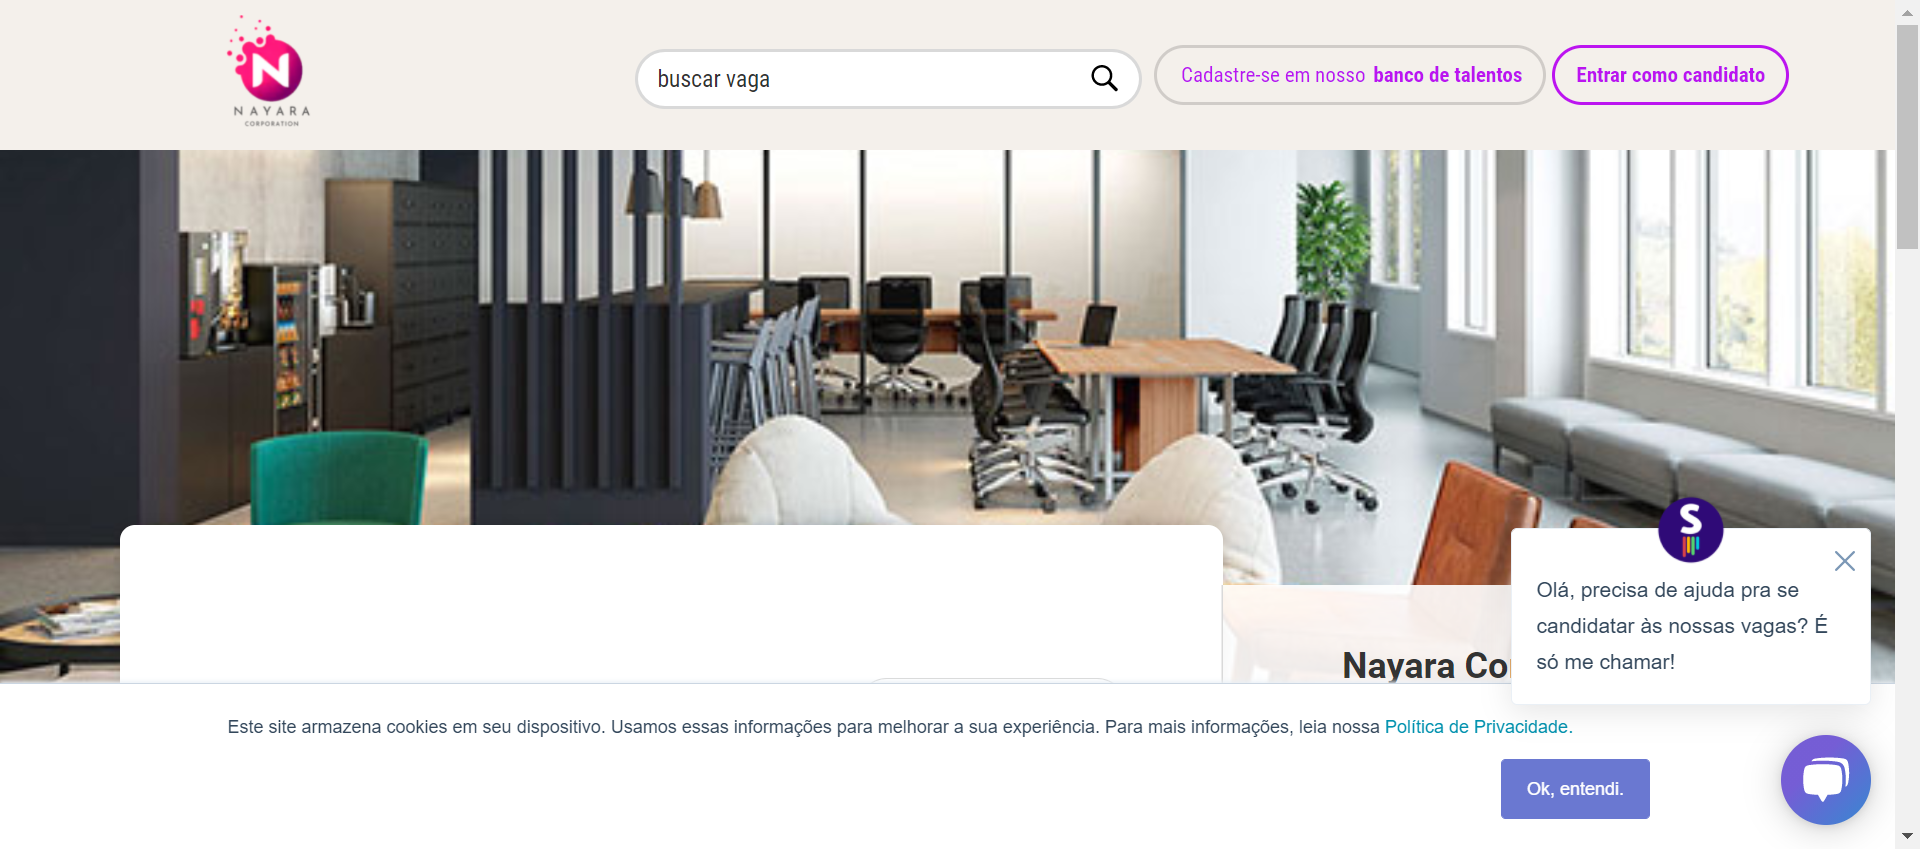 NAYARA
CORPORATION
buscar vaga
Cadastre-se em nosso banco de talentos
Entrar como candidato
S
Olá, precisa de ajuda pra se
candidatar às nossas vagas? É
só me chamar!
Nayara
Este site armazena cookies em seu dispositivo. Usamos essas informações para melhorar a sua experiência. Para mais informações, leia nossa Política de Privacidade.
Ok, entendi.